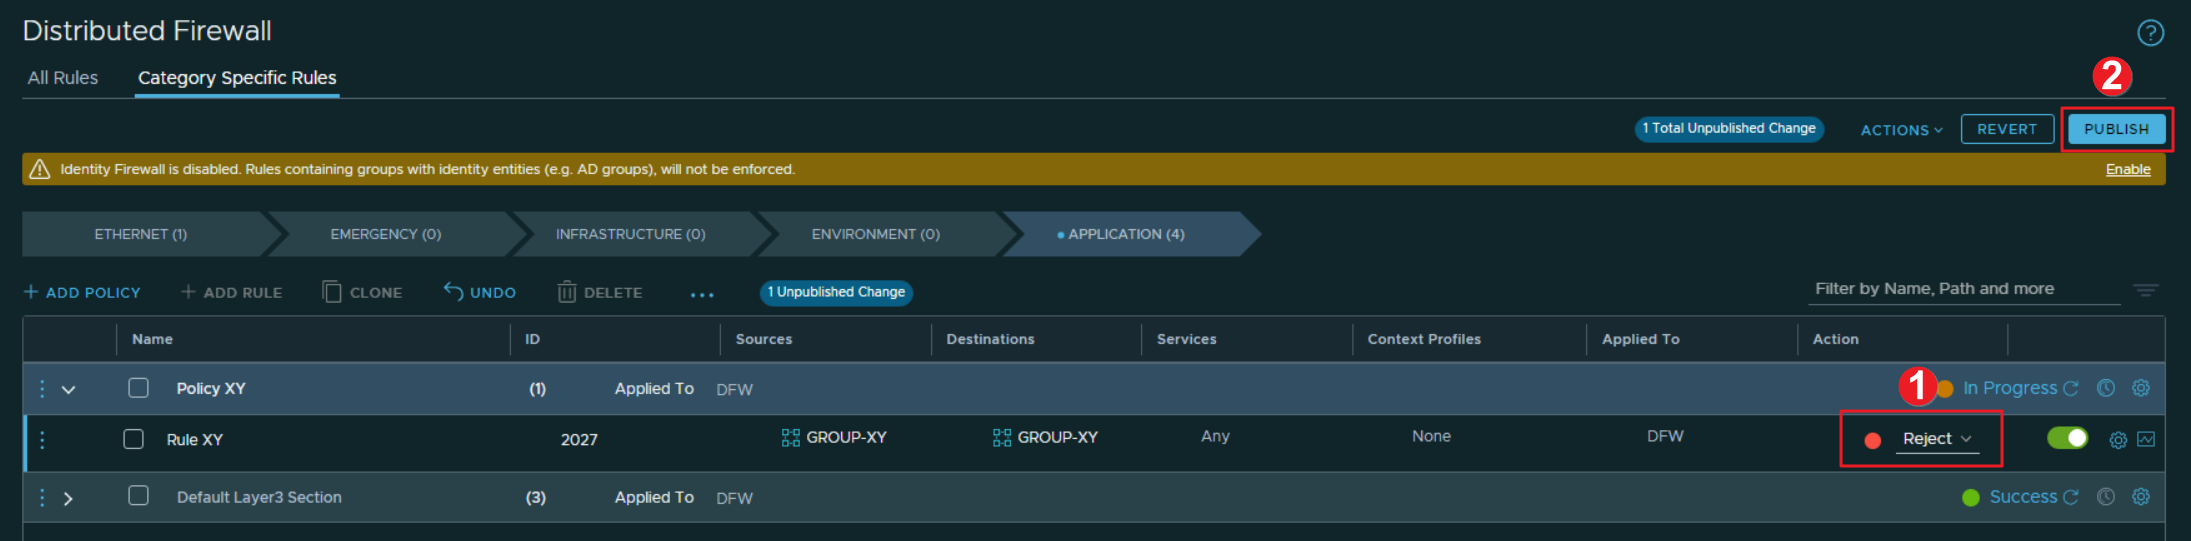 Distributed Firewall
?
All Rules Category Specific Rules
2
1 Total Unpublished Change ACTIONS REVERT PUBLISH
Identity Firewall is disabled. Rules containing groups with identity entities (e.g. AD groups), will not be enforced. Enable
ETHERNET (1) EMERGENCY (0) INFRASTRUCTURE (0) ENVIRONMENT (0) APPLICATION (4)
+ ADD POLICY + ADD RULE CLONE UNDO DELETE ... 1 Unpublished Change Filter by Name, Path and more
Name ID Sources Destinations Services Context Profiles Applied To Action
Policy XY (1) Applied To DFW 1 In Progress
Rule XY 2027 GROUP-XY GROUP-XY Any None DFW Reject
Default Layer3 Section (3) Applied To DFW Success